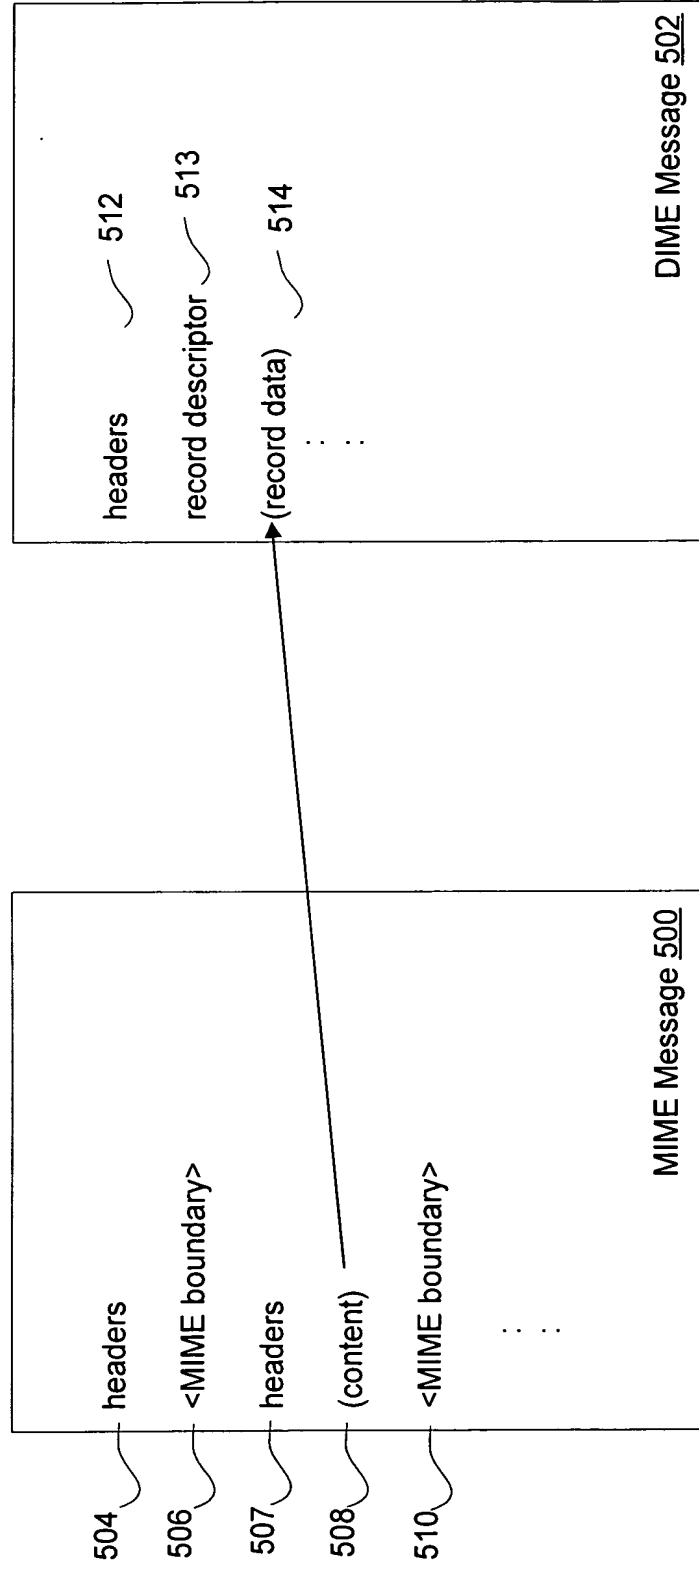 504 headers
506 <MIME boundary>
507 headers
508 (content)
510 <MIME boundary>
. . . .
MIME Message 500
headers 512
record descriptor 513
(record data) 514
. . . .
DIME Message 502